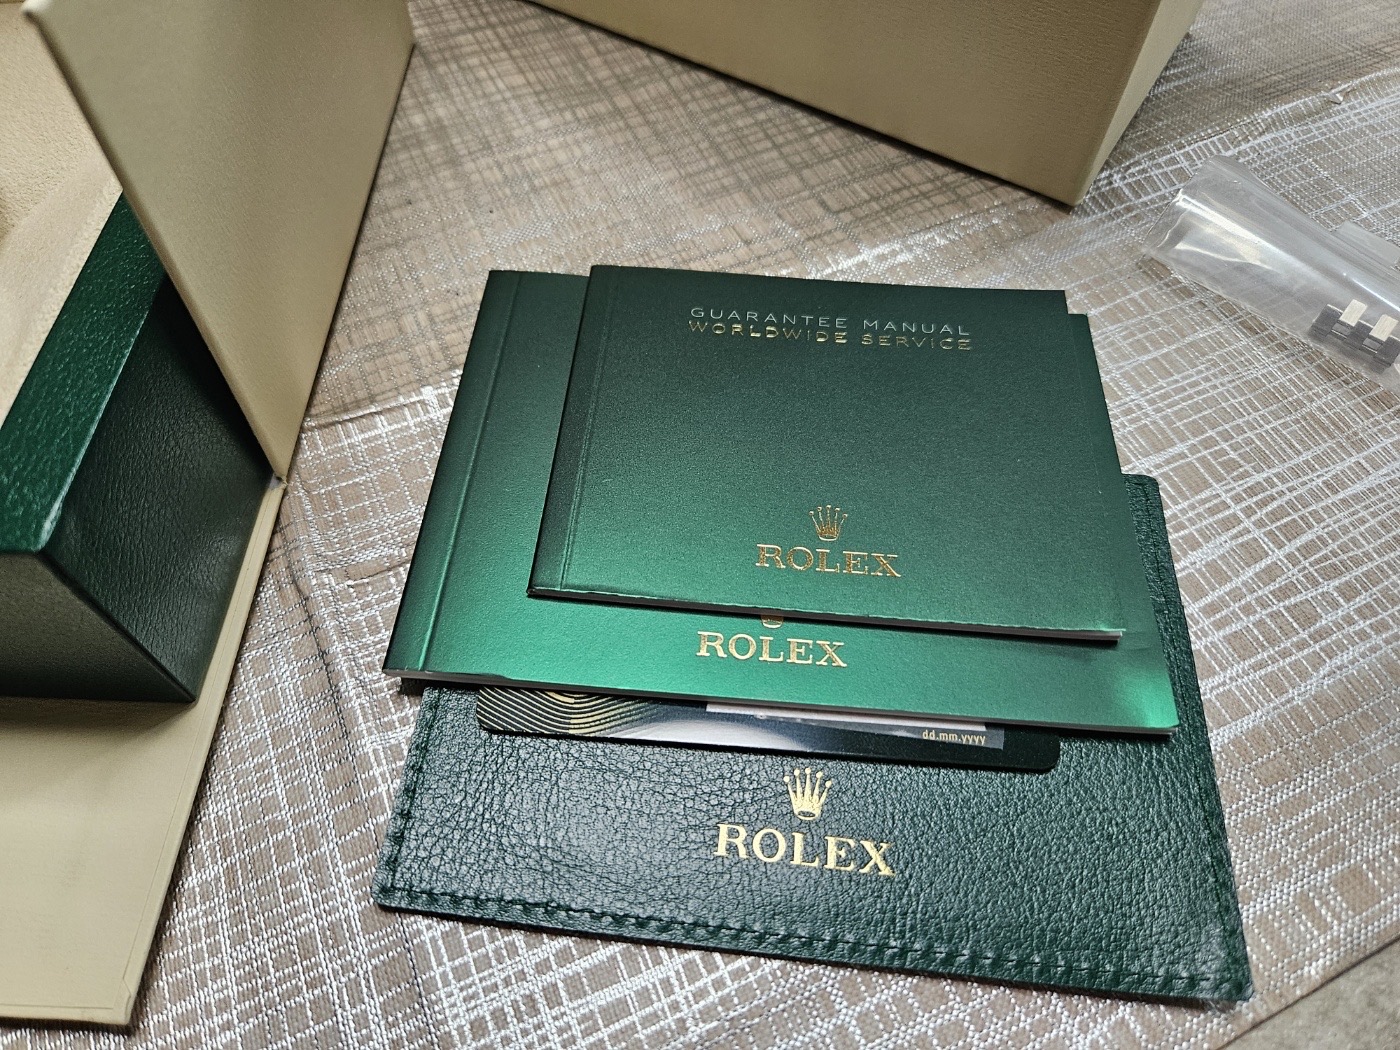 GUARANTEE MANUAL
WORLDWIDE SERVICE
ROLEX
ROLEX
dd.mm.yyyy
ROLEX